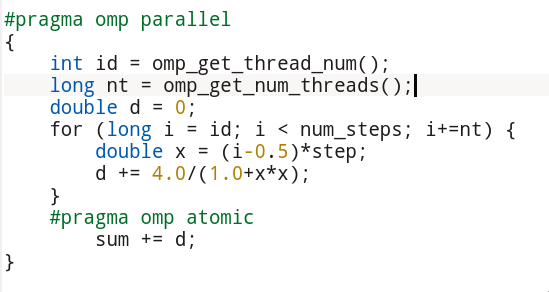 #pragma omp parallel
{
    int id = omp_get_thread_num();
    long nt = omp_get_num_threads();
    double d = 0;
    for (long i = id; i < num_steps; i+=nt) {
        double x = (i-0.5)*step;
        d += 4.0/(1.0+x*x);
    }
    #pragma omp atomic
        sum += d;
}